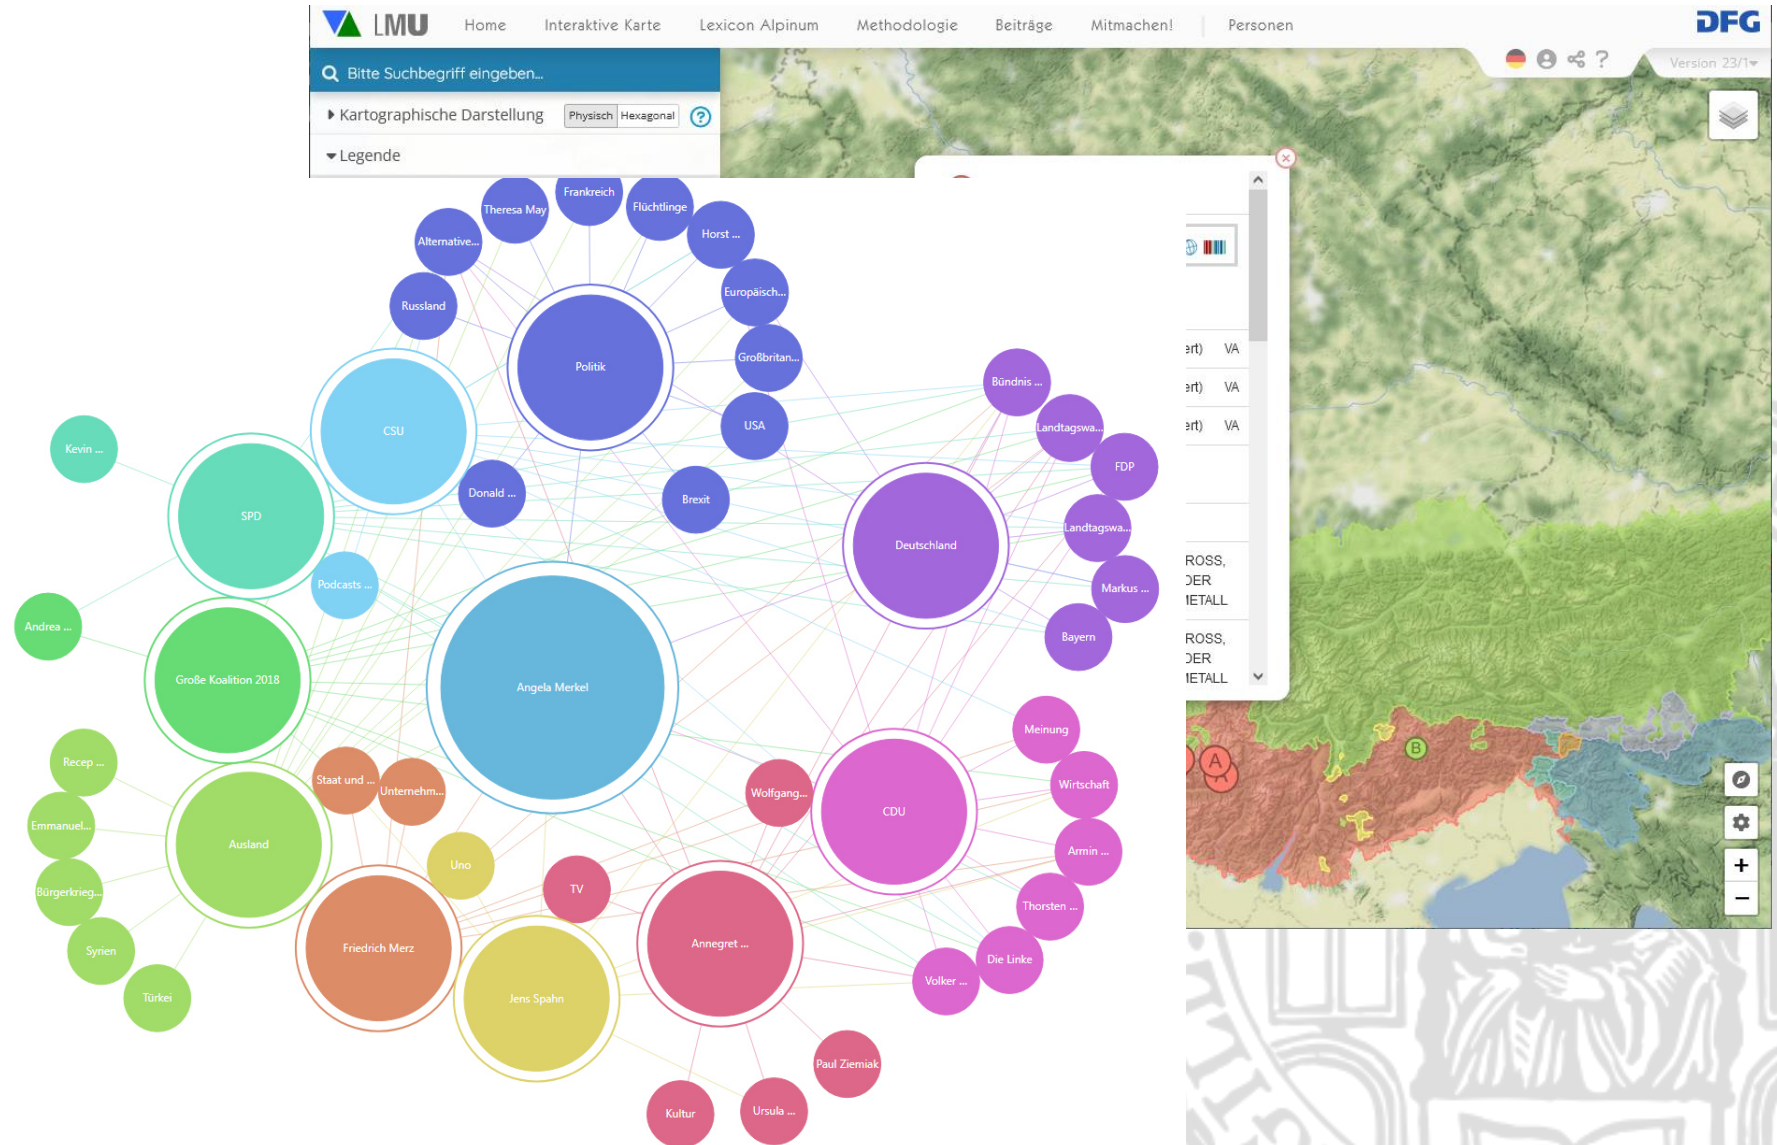 LMU Home Interaktive Karte Lexicon Alpinum Methodologie Beiträge Mitmachen! Personen DFG
Bitte Suchbegriff eingeben...
Version 23/1
Kartographische Darstellung Physisch Hexagonal ?
Legende
Frankreich
Theresa May
Flüchtlinge
Horst ...
Alternative...
Europäisch...
Russland
Großbritan...
Politik
Bündnis ...
USA
Landtagswa...
CSU
Kevin ...
FDP
Donald ...
Brexit
SPD
Landtagswa...
Deutschland
Podcasts ...
Markus ...
Andrea ...
Bayern
Große Koalition 2018
Angela Merkel
Meinung
Recep ...
Staat und ...
Unternehm...
Wolfgang...
Wirtschaft
CDU
Emmanuel...
Ausland
Armin ...
Uno
TV
Bürgerkrieg...
Thorsten ...
Syrien
Friedrich Merz
Annegret ...
Die Linke
Volker ...
Türkei
Jens Spahn
Paul Ziemiak
Kultur
Ursula ...
ert) VA
ert) VA
ert) VA
ROSS,
DER
METALL
ROSS,
DER
METALL
A
B
+
−